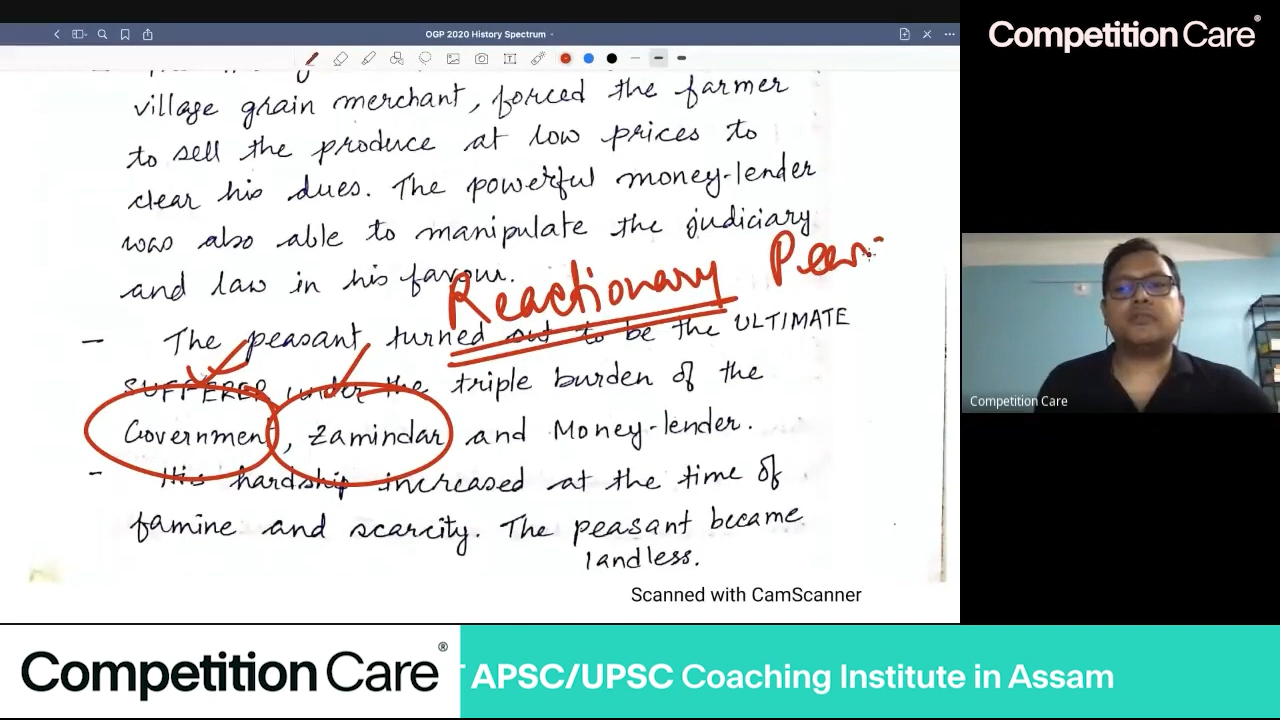 OGP 2020 History Spectrum
Competition Care®
village grain merchant, forced the farmer
to sell the produce at low prices to
clear his dues. The powerful money-lender
was also able to manipulate the judiciary
and law in his favour.
Reactionary
- The peasant turned out to be the ULTIMATE
SUFFERER under the triple burden of the
Government, Zamindar and Money-lender.
- His hardship increased at the time of
famine and scarcity. The peasant became
landless.
Scanned with CamScanner
Competition Care
Competition Care®
APSC/UPSC Coaching Institute in Assam